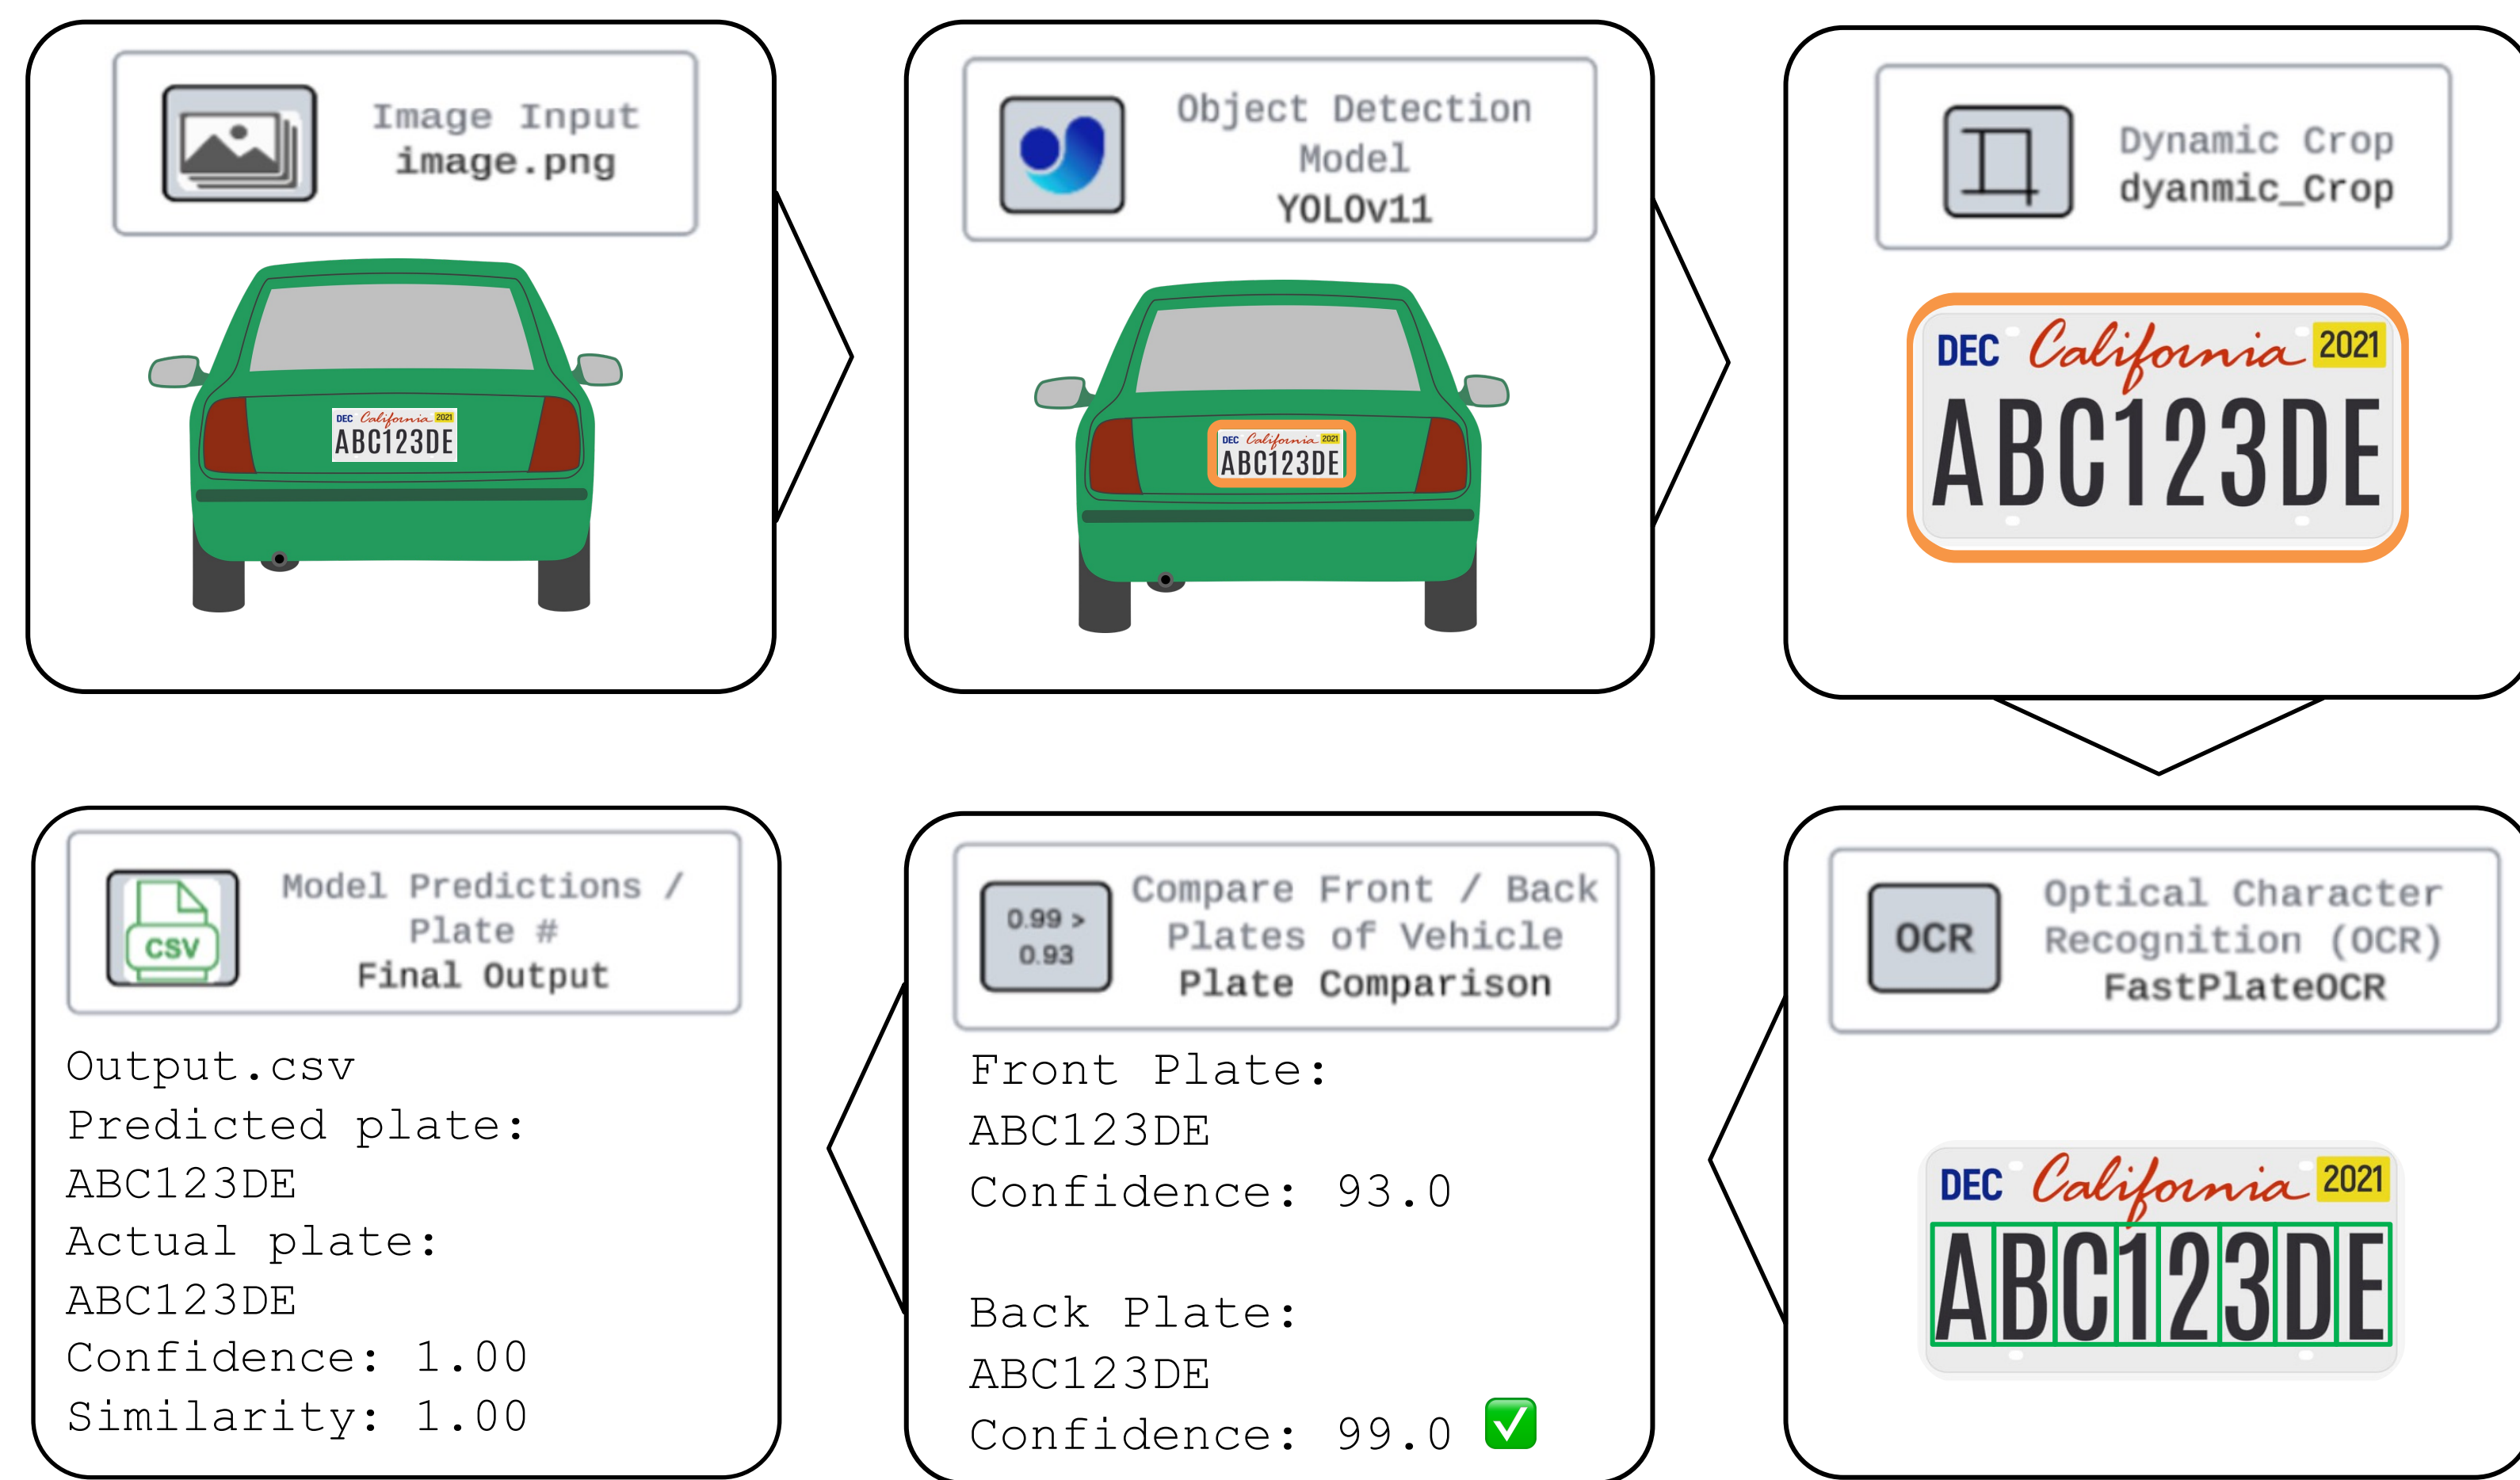 Image Input
image.png
DEC California 2021
ABC123DE
Object Detection
Model
YOLOv11
DEC California 2021
ABC123DE
Dynamic Crop
dyanmic_Crop
DEC California 2021
ABC123DE
OCR
Optical Character
Recognition (OCR)
FastPlateOCR
DEC California 2021
ABC123DE
0.99 >
0.93
Compare Front / Back
Plates of Vehicle
Plate Comparison
Front Plate:
ABC123DE
Confidence: 93.0
Back Plate:
ABC123DE
Confidence: 99.0 ✅
CSV
Model Predictions /
Plate #
Final Output
Output.csv
Predicted plate:
ABC123DE
Actual plate:
ABC123DE
Confidence: 1.00
Similarity: 1.00